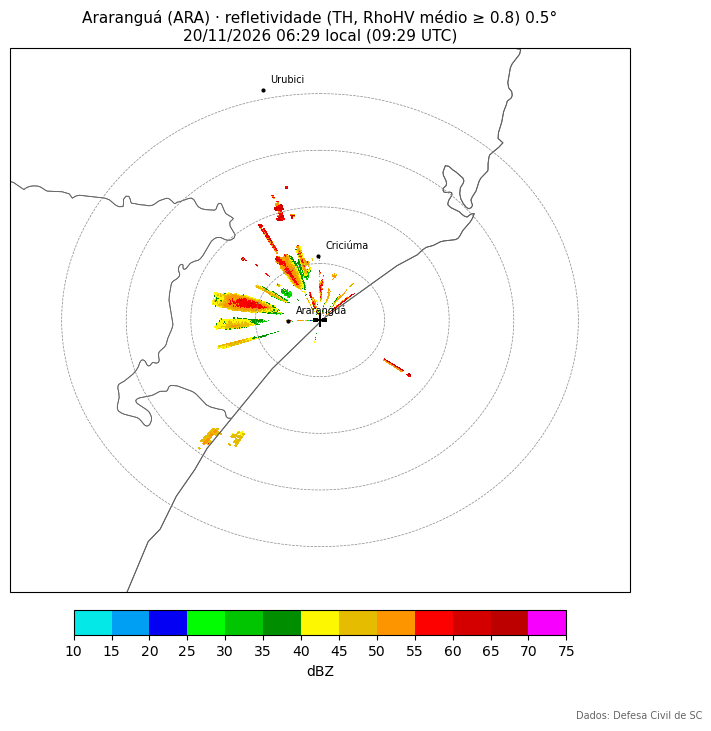 Araranguá (ARA) · refletividade (TH, RhoHV médio ≥ 0.8) 0.5°
20/11/2026 06:29 local (09:29 UTC)
Urubici
Criciúma
Araranguá
10 15 20 25 30 35 40 45 50 55 60 65 70 75
dBZ
Dados: Defesa Civil de SC